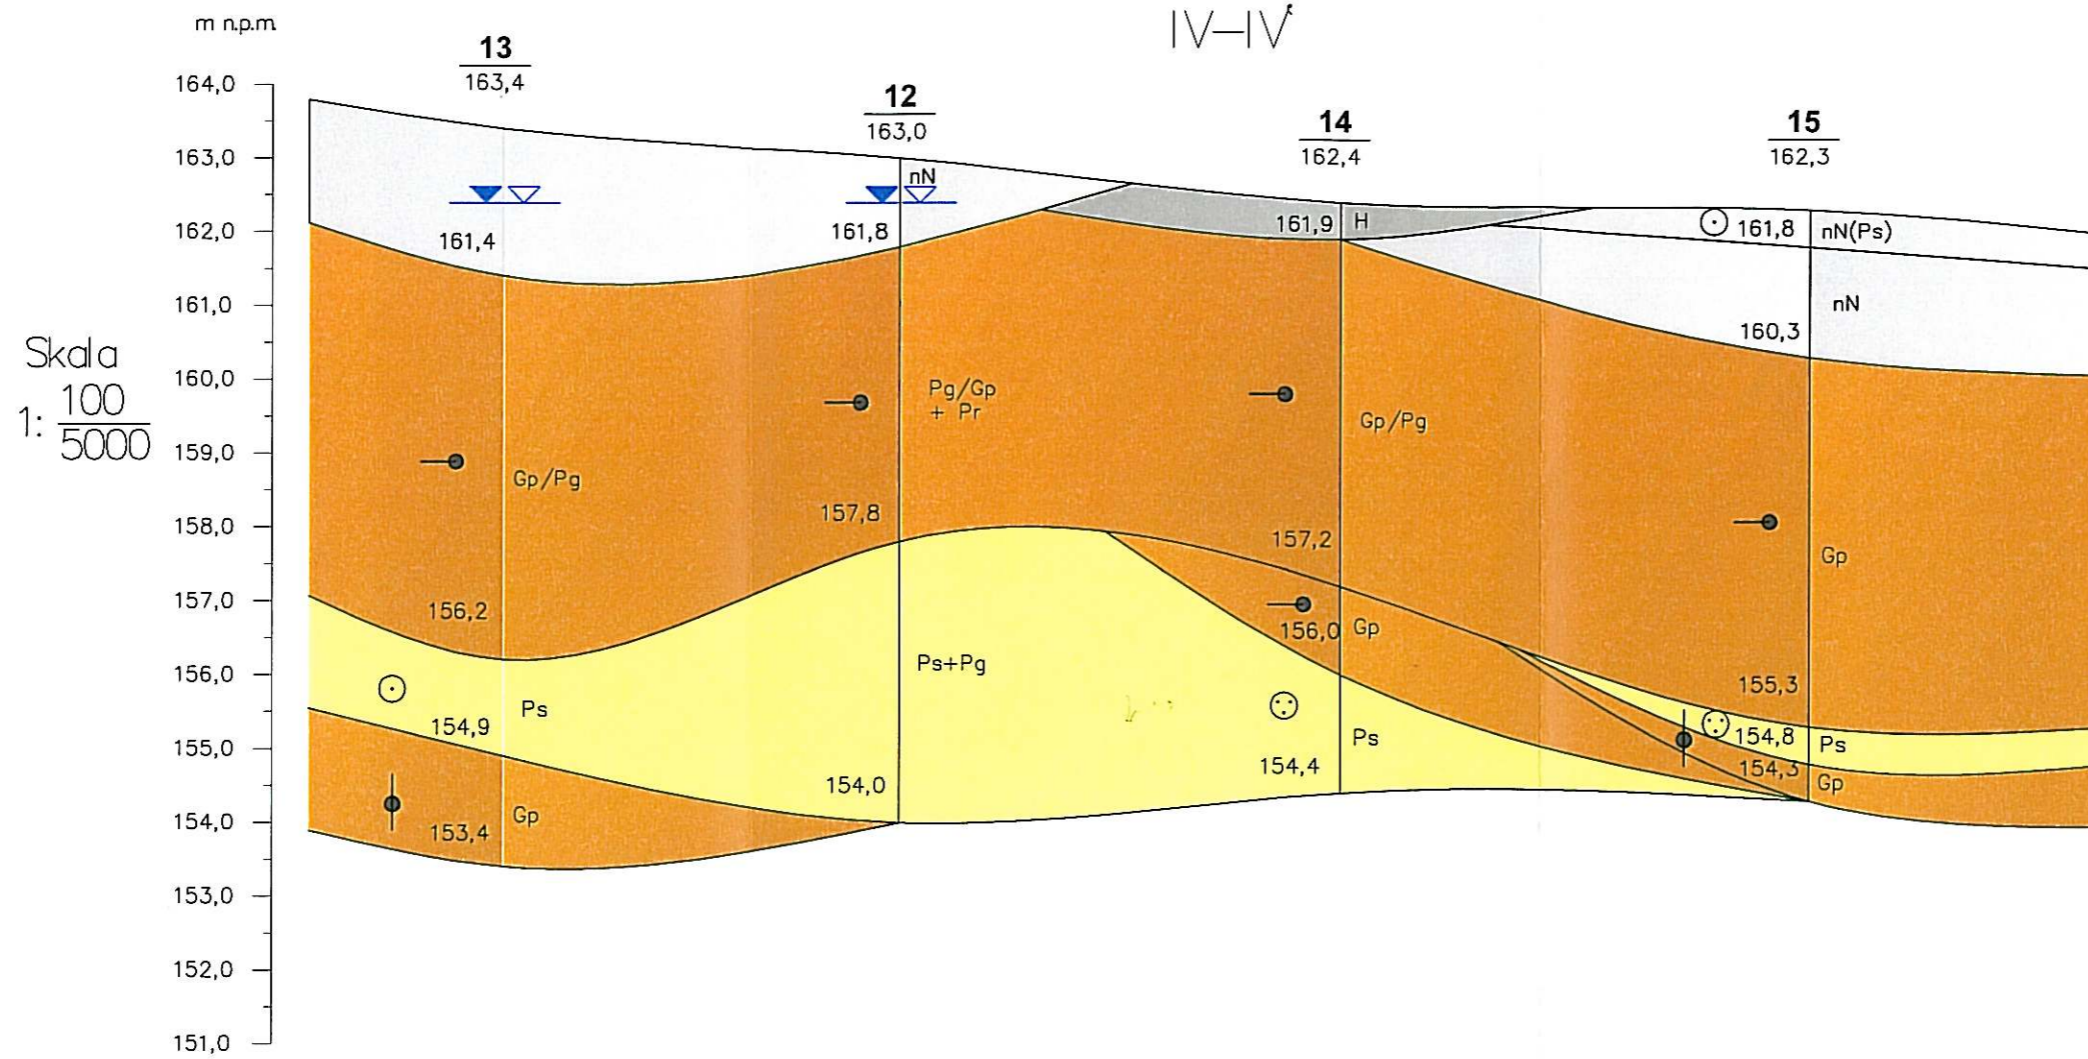 IV–IV'
m n.p.m.
13
163,4
12
163,0
14
162,4
15
162,3
164,0
163,0
162,0
161,0
160,0
159,0
158,0
157,0
156,0
155,0
154,0
153,0
152,0
151,0
Skala
1: 100
5000
161,4
Gp/Pg
156,2
Ps
154,9
Gp
153,4
nN
161,8
Pg/Gp
+ Pr
157,8
Ps+Pg
154,0
161,9
H
Gp/Pg
157,2
Gp
156,0
Ps
154,4
161,8
nN(Ps)
nN
160,3
Gp
155,3
Ps
154,8
Gp
154,3